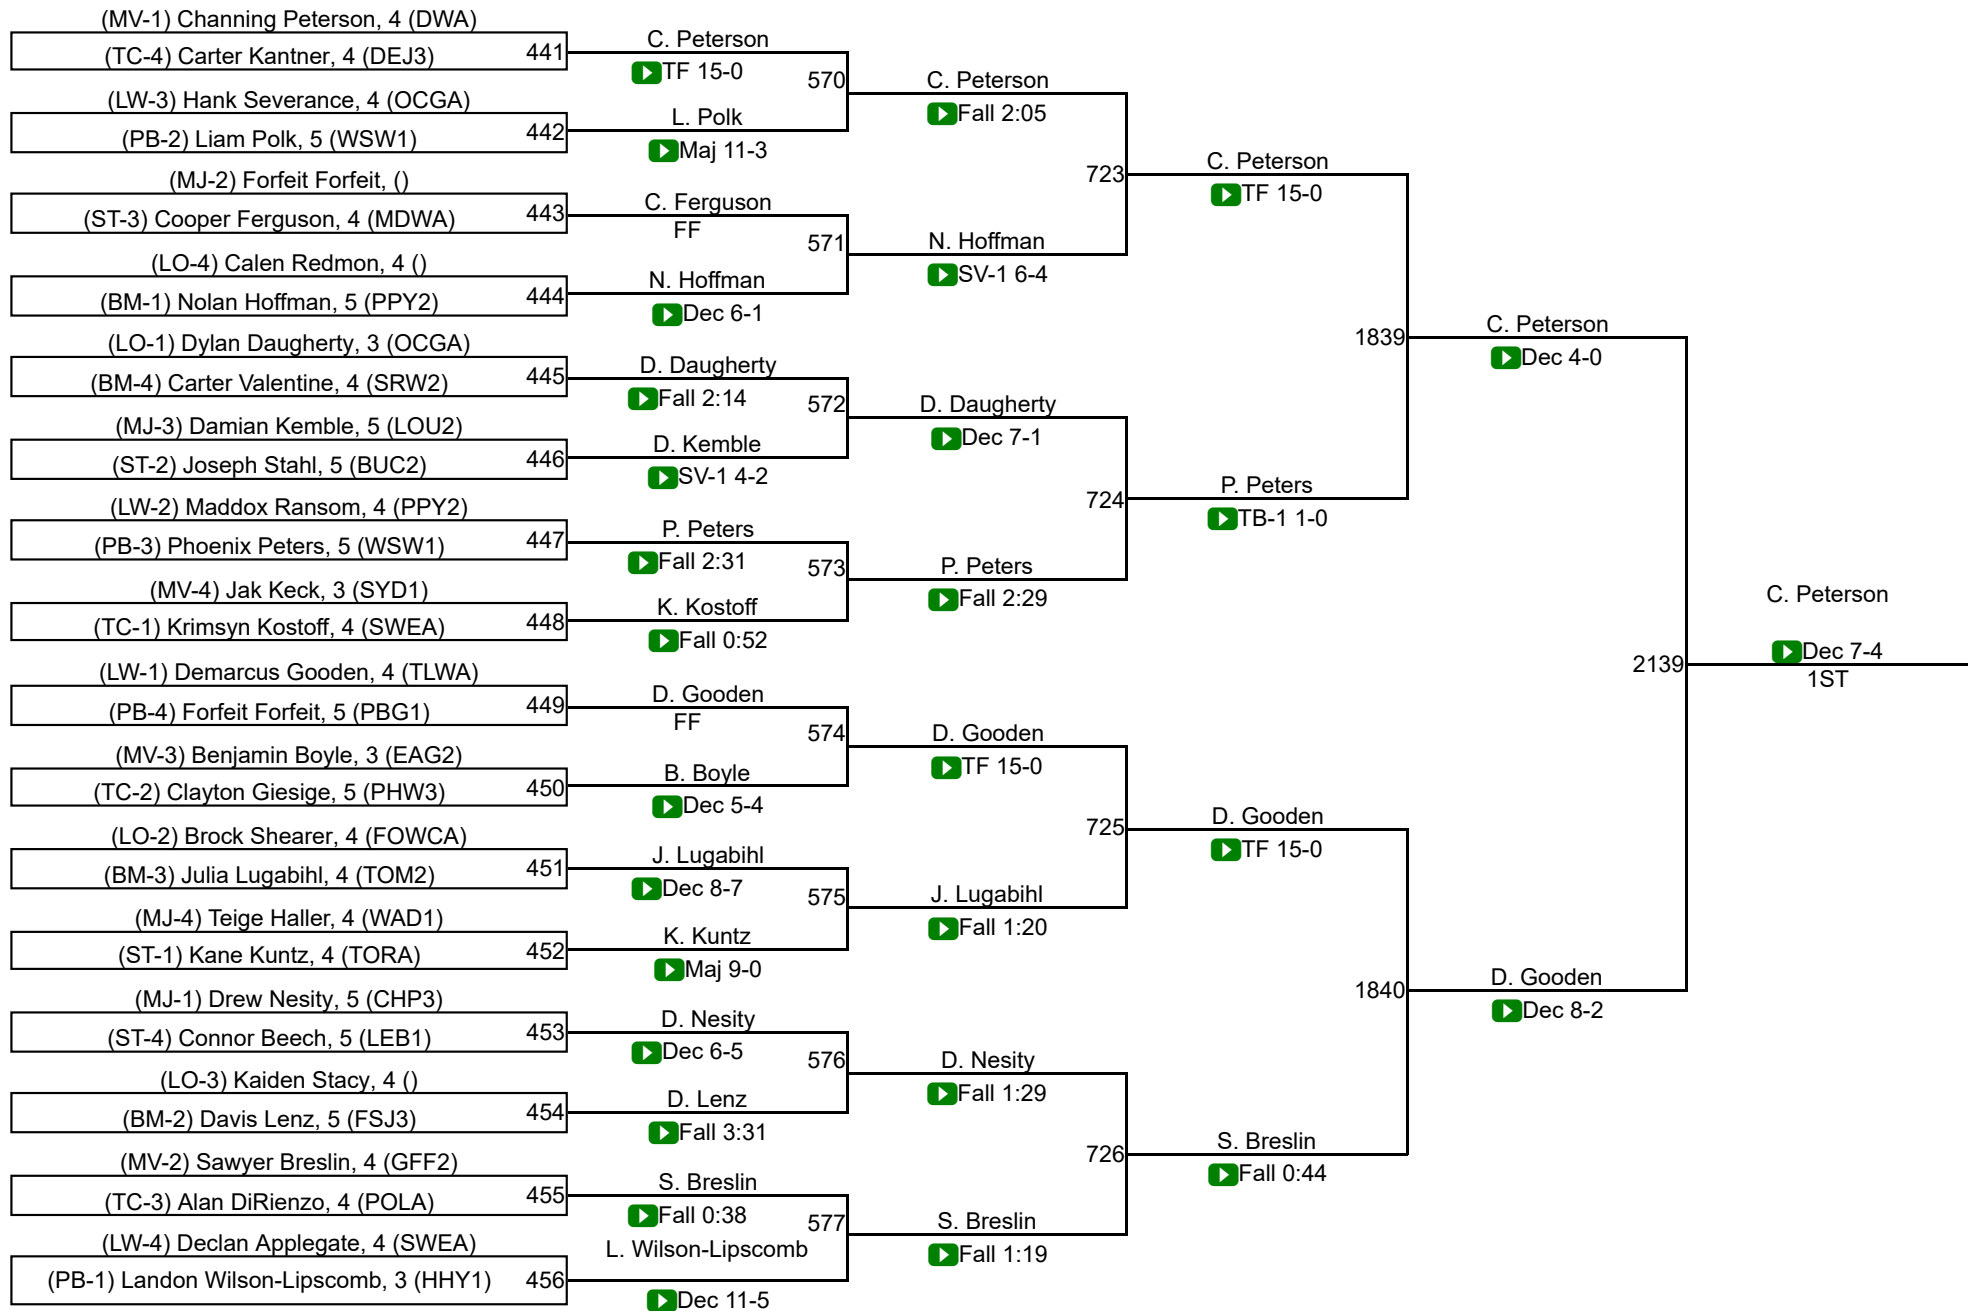 (MV-1) Channing Peterson, 4 (DWA)
(TC-4) Carter Kantner, 4 (DEJ3)
441
(LW-3) Hank Severance, 4 (OCGA)
(PB-2) Liam Polk, 5 (WSW1)
442
(MJ-2) Forfeit Forfeit, ()
(ST-3) Cooper Ferguson, 4 (MDWA)
443
(LO-4) Calen Redmon, 4 ()
(BM-1) Nolan Hoffman, 5 (PPY2)
444
(LO-1) Dylan Daugherty, 3 (OCGA)
(BM-4) Carter Valentine, 4 (SRW2)
445
(MJ-3) Damian Kemble, 5 (LOU2)
(ST-2) Joseph Stahl, 5 (BUC2)
446
(LW-2) Maddox Ransom, 4 (PPY2)
(PB-3) Phoenix Peters, 5 (WSW1)
447
(MV-4) Jak Keck, 3 (SYD1)
(TC-1) Krimsyn Kostoff, 4 (SWEA)
448
(LW-1) Demarcus Gooden, 4 (TLWA)
(PB-4) Forfeit Forfeit, 5 (PBG1)
449
(MV-3) Benjamin Boyle, 3 (EAG2)
(TC-2) Clayton Giesige, 5 (PHW3)
450
(LO-2) Brock Shearer, 4 (FOWCA)
(BM-3) Julia Lugabihl, 4 (TOM2)
451
(MJ-4) Teige Haller, 4 (WAD1)
(ST-1) Kane Kuntz, 4 (TORA)
452
(MJ-1) Drew Nesity, 5 (CHP3)
(ST-4) Connor Beech, 5 (LEB1)
453
(LO-3) Kaiden Stacy, 4 ()
(BM-2) Davis Lenz, 5 (FSJ3)
454
(MV-2) Sawyer Breslin, 4 (GFF2)
(TC-3) Alan DiRienzo, 4 (POLA)
455
(LW-4) Declan Applegate, 4 (SWEA)
(PB-1) Landon Wilson-Lipscomb, 3 (HHY1)
456
C. Peterson
TF 15-0
570
L. Polk
Maj 11-3
C. Ferguson
FF
571
N. Hoffman
Dec 6-1
D. Daugherty
Fall 2:14
572
D. Kemble
SV-1 4-2
P. Peters
Fall 2:31
573
K. Kostoff
Fall 0:52
D. Gooden
FF
574
B. Boyle
Dec 5-4
J. Lugabihl
Dec 8-7
575
K. Kuntz
Maj 9-0
D. Nesity
Dec 6-5
576
D. Lenz
Fall 3:31
S. Breslin
Fall 0:38
577
L. Wilson-Lipscomb
Dec 11-5
C. Peterson
Fall 2:05
723
N. Hoffman
SV-1 6-4
D. Daugherty
Dec 7-1
724
P. Peters
Fall 2:29
D. Gooden
TF 15-0
725
J. Lugabihl
Fall 1:20
D. Nesity
Fall 1:29
726
S. Breslin
Fall 1:19
C. Peterson
TF 15-0
1839
P. Peters
TB-1 1-0
D. Gooden
TF 15-0
1840
S. Breslin
Fall 0:44
C. Peterson
Dec 4-0
2139
D. Gooden
Dec 8-2
C. Peterson
Dec 7-4
1ST